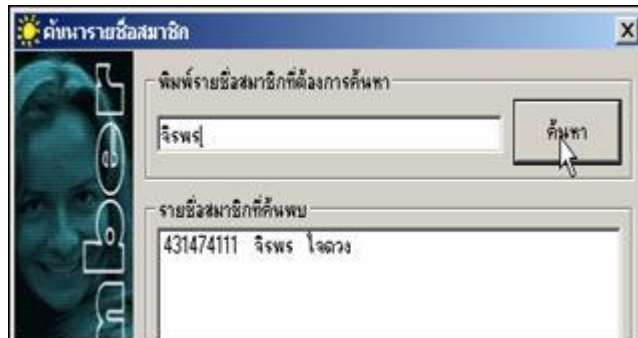 ค้นหารายชื่อสมาชิก
พิมพ์รายชื่อสมาชิกที่ต้องการค้นหา
จิรพร
ค้นหา
รายชื่อสมาชิกที่ค้นพบ
431474111 จิรพร ใจดวง
mber